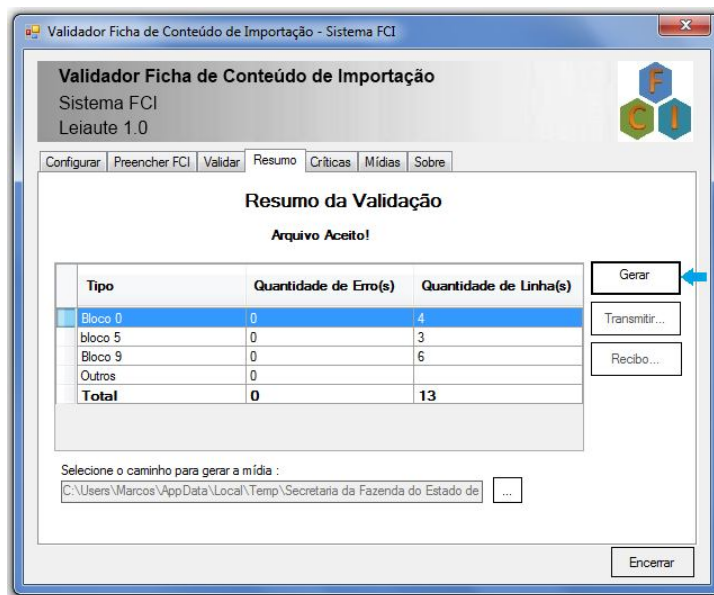 Validador Ficha de Conteúdo de Importação - Sistema FCI
Validador Ficha de Conteúdo de Importação
Sistema FCI
Leiaute 1.0
F
C I
Configurar Preencher FCI Validar Resumo Críticas Mídias Sobre
Resumo da Validação
Arquivo Aceito!
Tipo Quantidade de Erro(s) Quantidade de Linha(s)
Bloco 0 0 4
bloco 5 0 3
Bloco 9 0 6
Outros 0
Total 0 13
Gerar
Transmitir...
Recibo...
Selecione o caminho para gerar a mídia :
C:\Users\Marcos\AppData\Local\Temp\Secretaria da Fazenda do Estado de ...
Encerrar